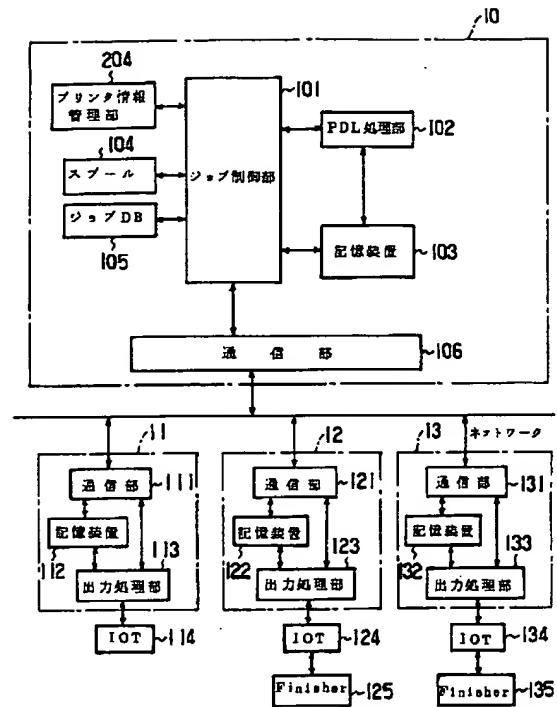 10
204
プリンタ情報
管理部
101
PDL処理部
102
104
スプール
ジョブ制御部
ジョブDB
105
記憶装置
103
通信部
106
ネットワーク
11
12
13
通信部
111
通信部
121
通信部
131
記憶装置
112
113
記憶装置
122
123
記憶装置
132
133
出力処理部
出力処理部
出力処理部
IOT
114
IOT
124
IOT
134
Finisher
125
Finisher
135